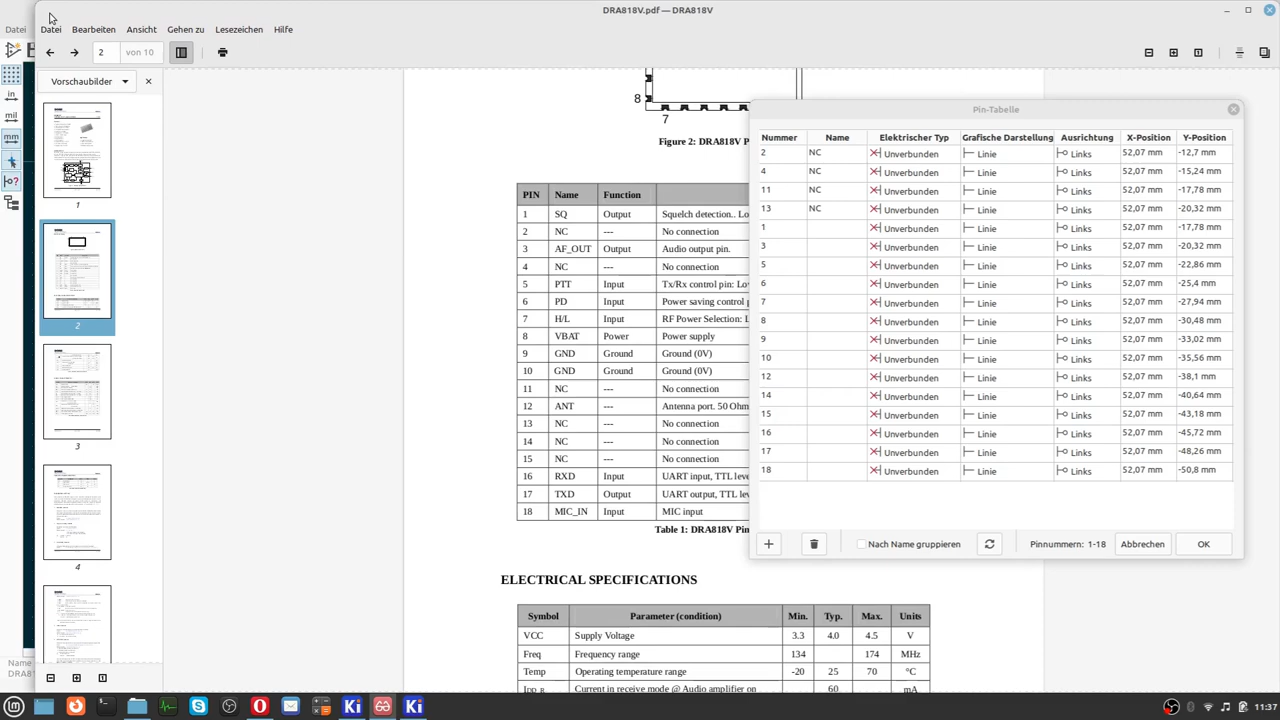 DRA818V.pdf — DRA818V
Datei
Datei Bearbeiten Ansicht Gehen zu Lesezeichen Hilfe
2 von 10
Vorschaubilder
in
mil
mm
1
2
3
4
8
7
Figure 2: DRA818V P
PIN Name Function
1 SQ Output Squelch detection.. Lo
2 NC --- No connection
3 AF_OUT Output Audio output pin.
4 NC --- No connection
5 PTT Input Tx/Rx control pin: Lo
6 PD Input Power saving control p
7 H/L Input RF Power Selection: L
8 VBAT Power Power supply
9 GND Ground Ground (0V)
10 GND Ground Ground (0V)
11 NC --- No connection
12 ANT Antenna port. 50 Ohm
13 NC --- No connection
14 NC --- No connection
15 NC --- No connection
16 RXD Input UART input, TTL leve
17 TXD Output UART output, TTL lev
18 MIC_IN Input MIC input
Table 1: DRA818V Pin
ELECTRICAL SPECIFICATIONS
Symbol Parameter (condition) Min. Typ. Max. Units
VCC Supply Voltage 3.3 4.0 4.5 V
Freq Frequency range 134 174 MHz
Temp Operating temperature range -20 25 70 °C
IDD_R Current in receive mode @ Audio amplifier on 60 mA
Pin-Tabelle
Nummer Name Elektrischer Typ Grafische Darstellung Ausrichtung X-Position Y-Position
2 NC Unverbunden Linie Links 52,07 mm -12,7 mm
4 NC Unverbunden Linie Links 52,07 mm -15,24 mm
11 NC Unverbunden Linie Links 52,07 mm -17,78 mm
13 NC Unverbunden Linie Links 52,07 mm -20,32 mm
1 Unverbunden Linie Links 52,07 mm -17,78 mm
3 Unverbunden Linie Links 52,07 mm -20,32 mm
5 Unverbunden Linie Links 52,07 mm -22,86 mm
6 Unverbunden Linie Links 52,07 mm -25,4 mm
7 Unverbunden Linie Links 52,07 mm -27,94 mm
8 Unverbunden Linie Links 52,07 mm -30,48 mm
9 Unverbunden Linie Links 52,07 mm -33,02 mm
10 Unverbunden Linie Links 52,07 mm -35,56 mm
12 Unverbunden Linie Links 52,07 mm -38,1 mm
14 Unverbunden Linie Links 52,07 mm -40,64 mm
15 Unverbunden Linie Links 52,07 mm -43,18 mm
16 Unverbunden Linie Links 52,07 mm -45,72 mm
17 Unverbunden Linie Links 52,07 mm -48,26 mm
18 Unverbunden Linie Links 52,07 mm -50,8 mm
Nach Name gruppieren Pinnummern: 1-18 Abbrechen OK
Name
DRA81
Ki Ki
11:37